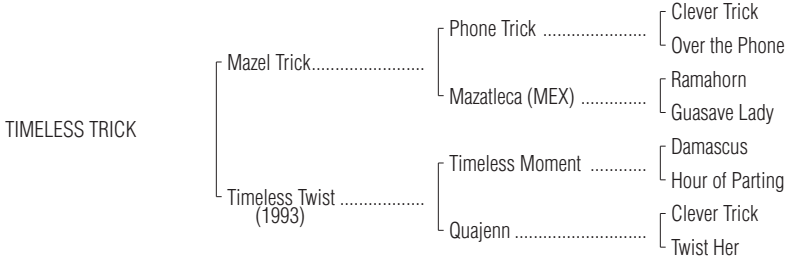 Clever Trick
Phone Trick ......................
Over the Phone
Mazel Trick........................
Ramahorn
Mazatleca (MEX) ..............
Guasave Lady
TIMELESS TRICK
Damascus
Timeless Moment ............
Hour of Parting
Timeless Twist ..................
(1993)
Clever Trick
Quajenn ............................
Twist Her